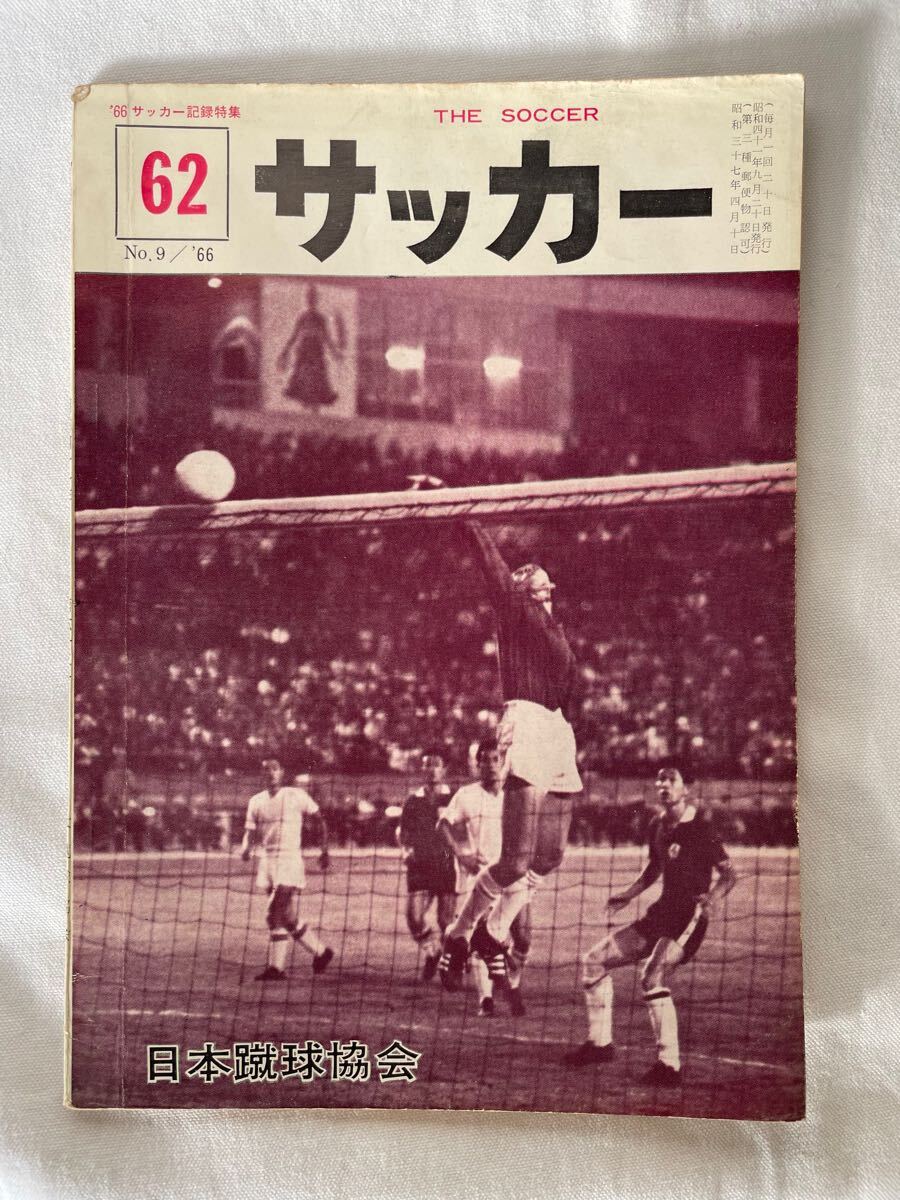 '66 サッカー記録特集
THE SOCCER
62
No.9/'66
サッカー
(毎月一回二十日発行)
昭和四十一年九月二十日発行
(第三種郵便物認可)
昭和三十七年四月十日
日本蹴球協会